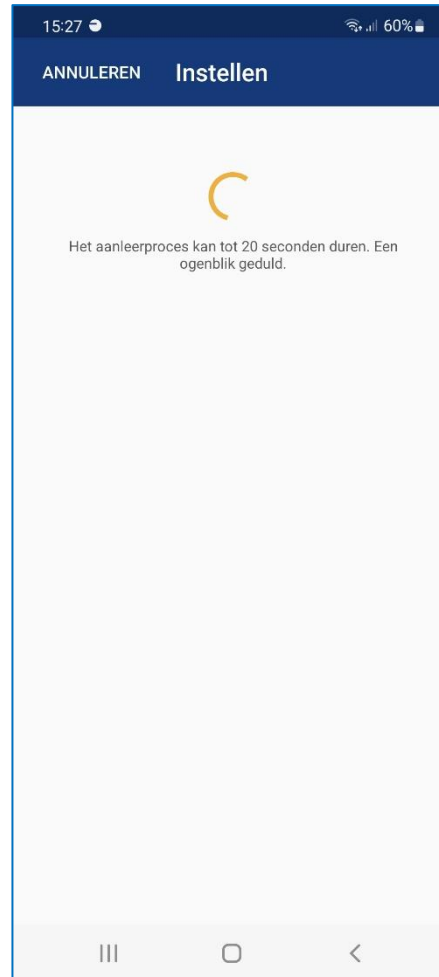 15:27 60%
ANNULEREN Instellen
Het aanleerproces kan tot 20 seconden duren. Een
ogenblik geduld.